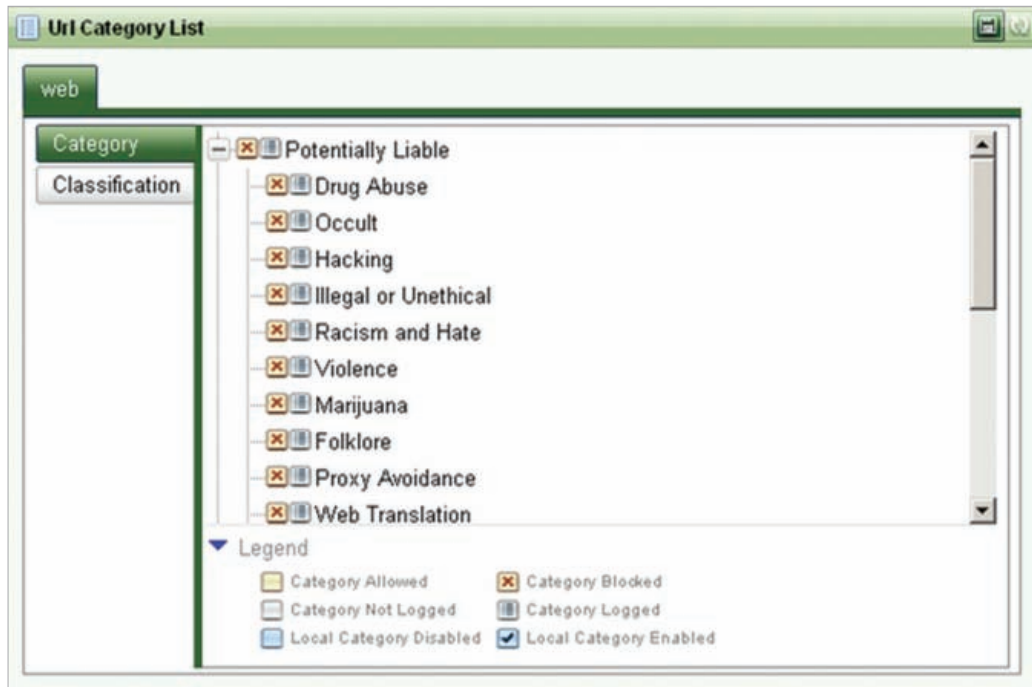 Url Category List
web
Category
Classification
Potentially Liable
Drug Abuse
Occult
Hacking
Illegal or Unethical
Racism and Hate
Violence
Marijuana
Folklore
Proxy Avoidance
Web Translation
Legend
Category Allowed Category Blocked
Category Not Logged Category Logged
Local Category Disabled Local Category Enabled